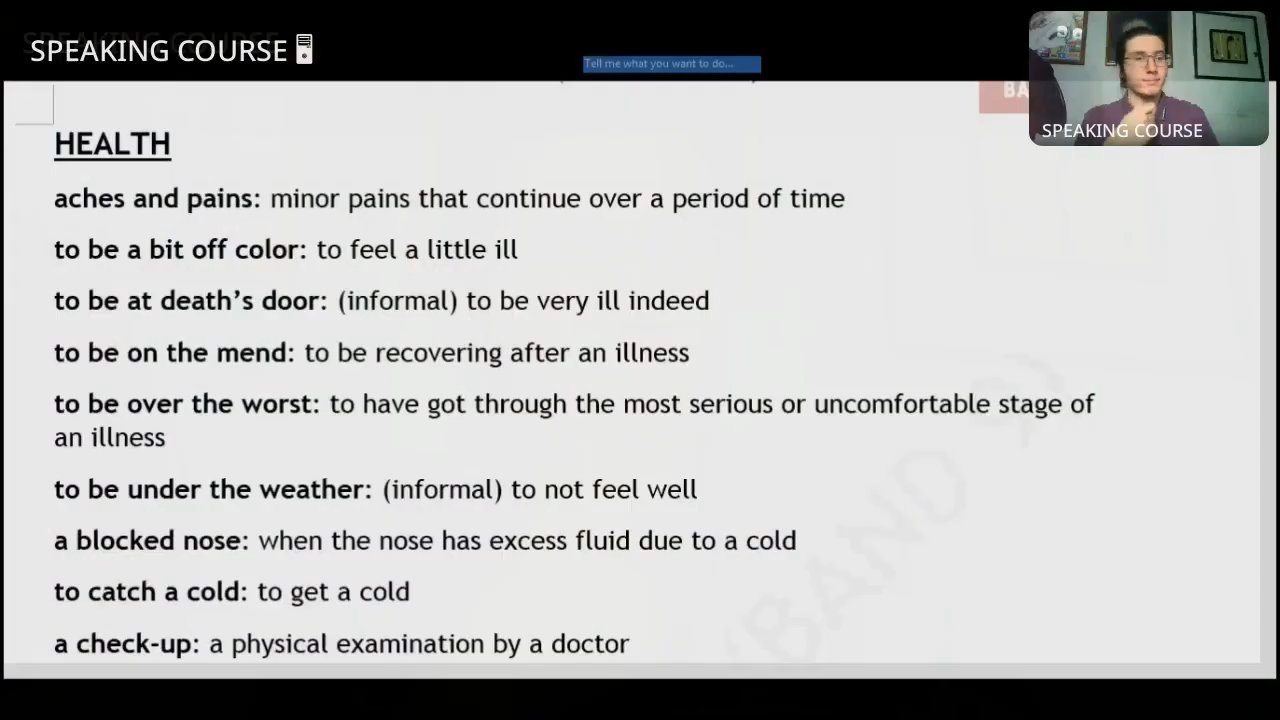 SPEAKING COURSE
Tell me what you want to do...
BA
SPEAKING COURSE
HEALTH
aches and pains: minor pains that continue over a period of time
to be a bit off color: to feel a little ill
to be at death’s door: (informal) to be very ill indeed
to be on the mend: to be recovering after an illness
to be over the worst: to have got through the most serious or uncomfortable stage of
an illness
to be under the weather: (informal) to not feel well
a blocked nose: when the nose has excess fluid due to a cold
to catch a cold: to get a cold
a check-up: a physical examination by a doctor
(BAND 9)